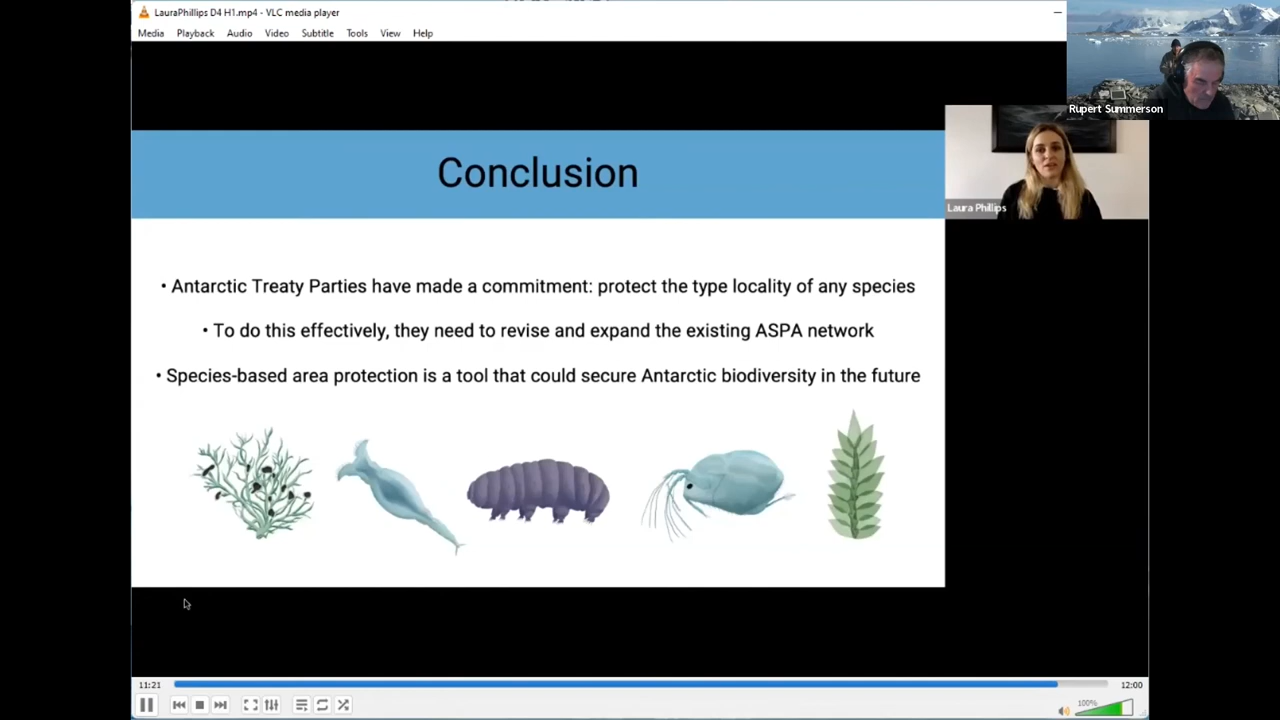 LauraPhillips D4 H1.mp4 - VLC media player
Media Playback Audio Video Subtitle Tools View Help
Rupert Summerson
Laura Phillips
Conclusion
• Antarctic Treaty Parties have made a commitment: protect the type locality of any species
• To do this effectively, they need to revise and expand the existing ASPA network
• Species-based area protection is a tool that could secure Antarctic biodiversity in the future
11:21
12:00
100%